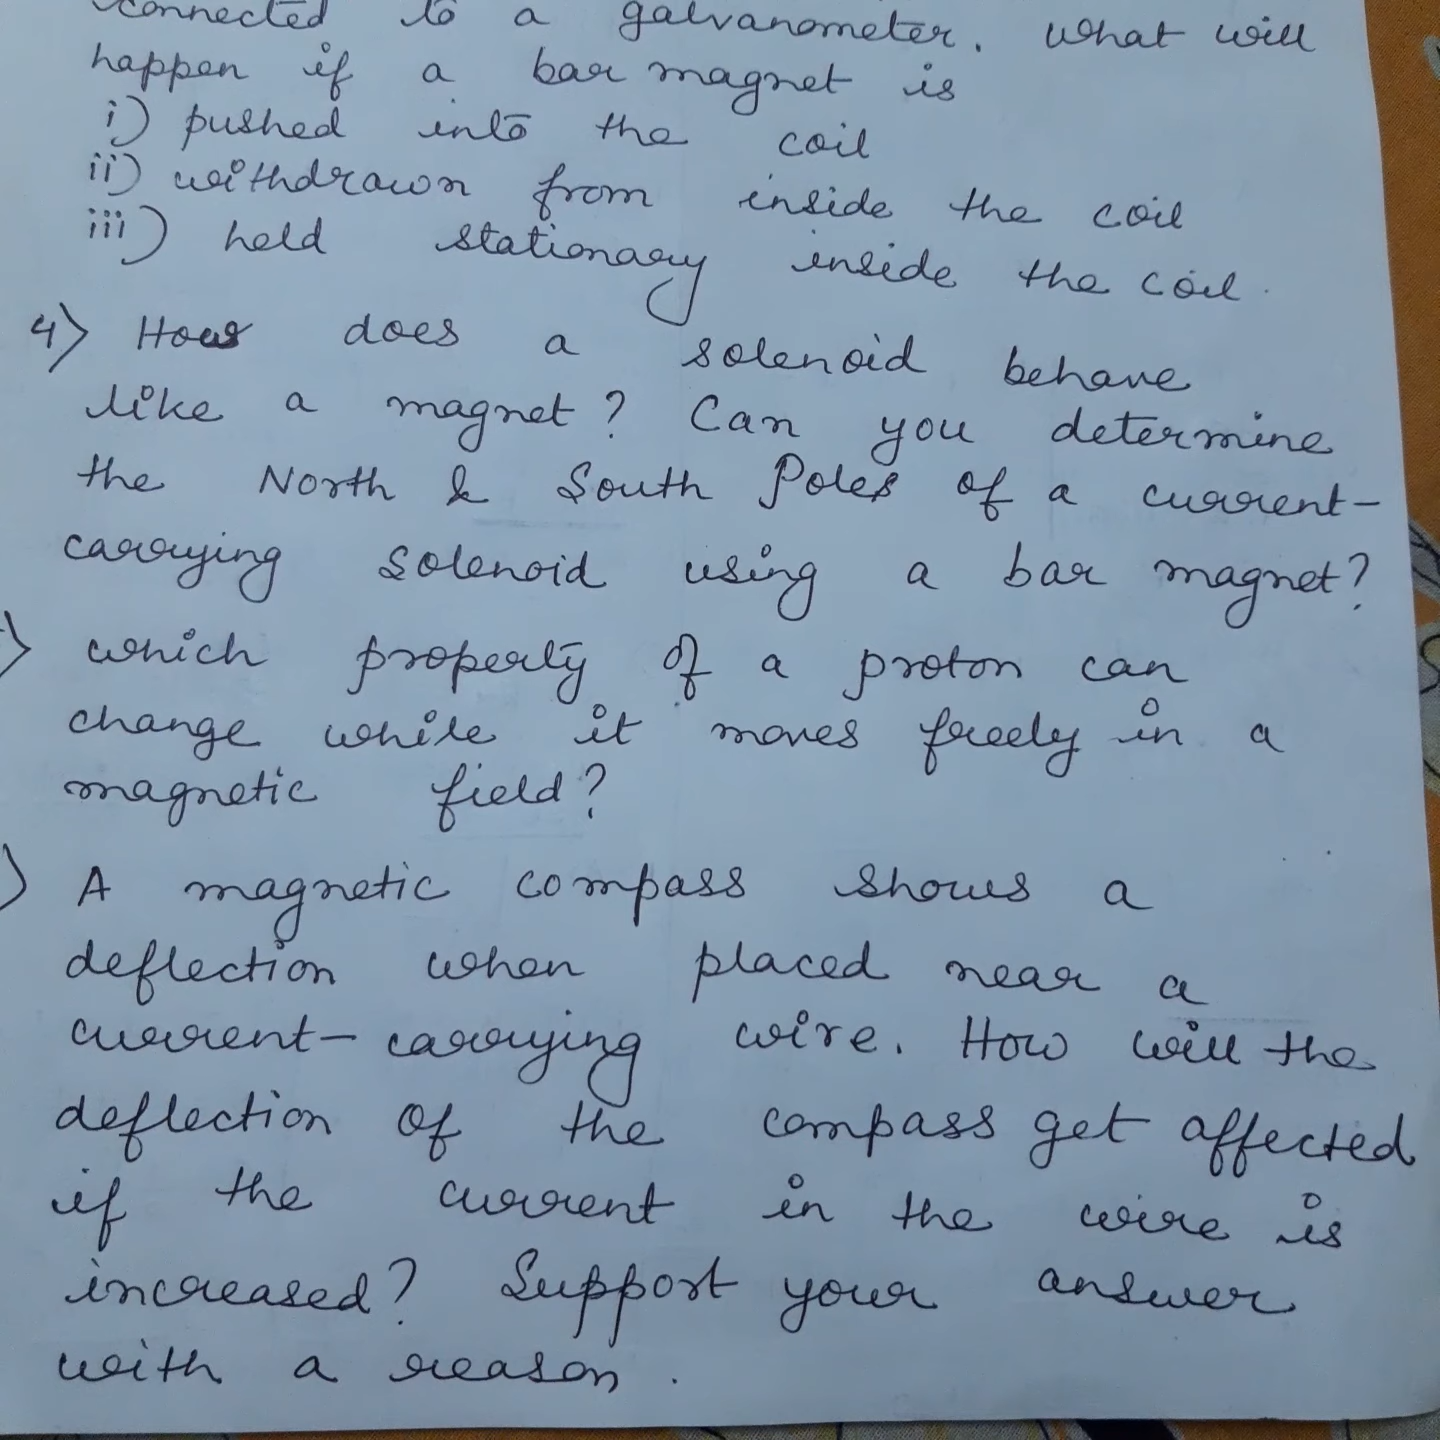 connected to a galvanometer. What will
happen if a bar magnet is
i) pushed into the coil
ii) withdrawn from inside the coil
iii) held stationary inside the coil.
4) How does a solenoid behave
like a magnet? Can you determine
the North & South Poles of a current-
carrying solenoid using a bar magnet?
) which property of a proton can
change while it moves freely in a
magnetic field?
) A magnetic compass shows a
deflection when placed near a
current-carrying wire. How will the
deflection of the compass get affected
if the current in the wire is
increased? Support your answer
with a reason.